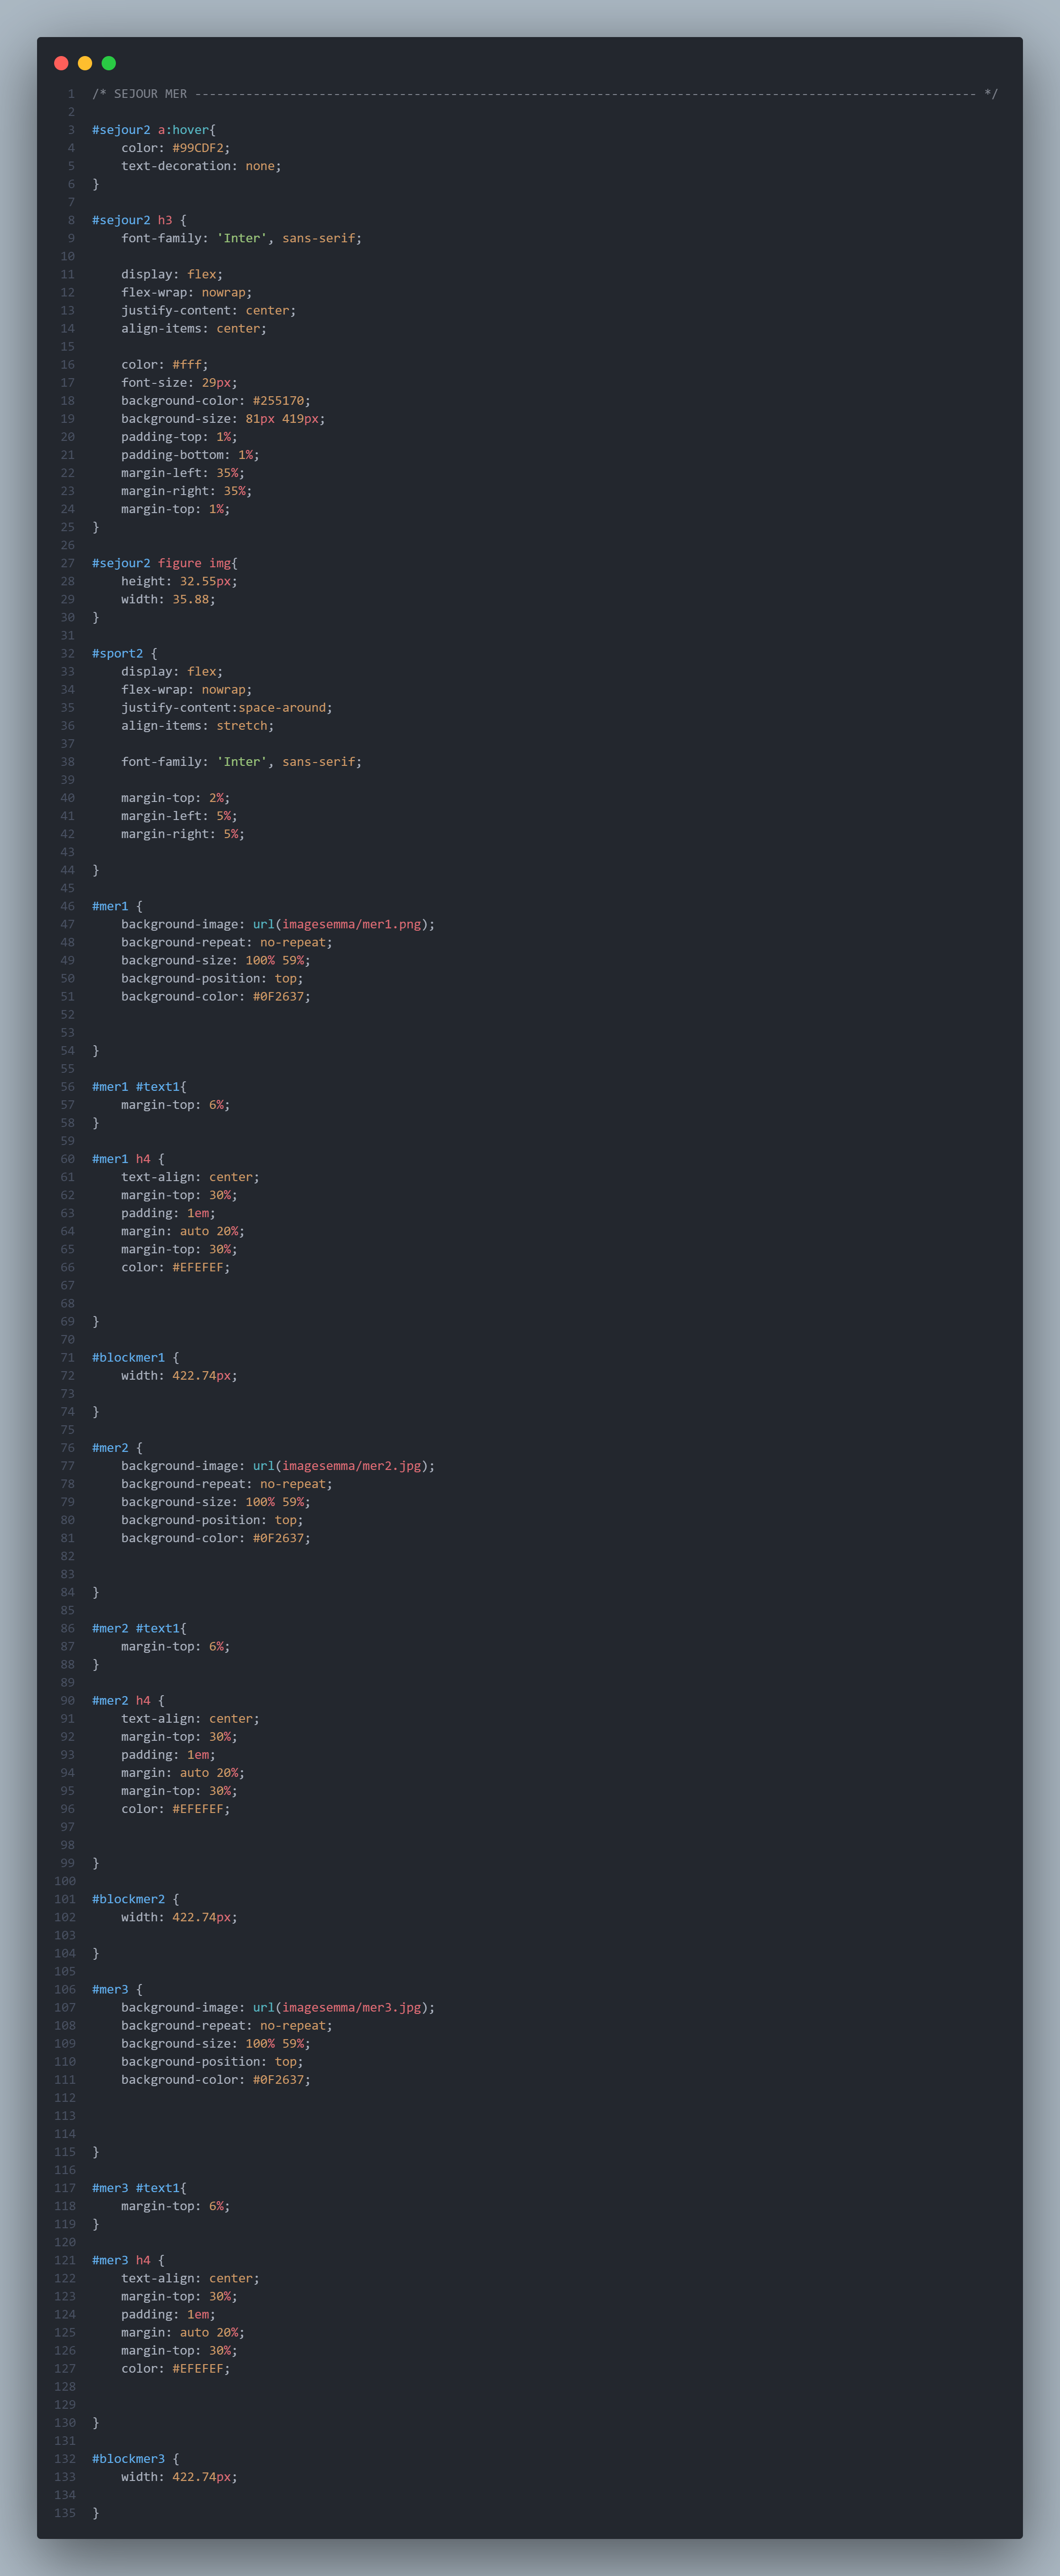 1 /* SEJOUR MER ----------------------------------------------------------------------------------------------------------- */
2
3 #sejour2 a:hover{
4     color: #99CDF2;
5     text-decoration: none;
6 }
7
8 #sejour2 h3 {
9     font-family: 'Inter', sans-serif;
10
11     display: flex;
12     flex-wrap: nowrap;
13     justify-content: center;
14     align-items: center;
15
16     color: #fff;
17     font-size: 29px;
18     background-color: #255170;
19     background-size: 81px 419px;
20     padding-top: 1%;
21     padding-bottom: 1%;
22     margin-left: 35%;
23     margin-right: 35%;
24     margin-top: 1%;
25 }
26
27 #sejour2 figure img{
28     height: 32.55px;
29     width: 35.88;
30 }
31
32 #sport2 {
33     display: flex;
34     flex-wrap: nowrap;
35     justify-content:space-around;
36     align-items: stretch;
37
38     font-family: 'Inter', sans-serif;
39
40     margin-top: 2%;
41     margin-left: 5%;
42     margin-right: 5%;
43
44 }
45
46 #mer1 {
47     background-image: url(imagesemma/mer1.png);
48     background-repeat: no-repeat;
49     background-size: 100% 59%;
50     background-position: top;
51     background-color: #0F2637;
52
53
54 }
55
56 #mer1 #text1{
57     margin-top: 6%;
58 }
59
60 #mer1 h4 {
61     text-align: center;
62     margin-top: 30%;
63     padding: 1em;
64     margin: auto 20%;
65     margin-top: 30%;
66     color: #EFEFEF;
67
68
69 }
70
71 #blockmer1 {
72     width: 422.74px;
73
74 }
75
76 #mer2 {
77     background-image: url(imagesemma/mer2.jpg);
78     background-repeat: no-repeat;
79     background-size: 100% 59%;
80     background-position: top;
81     background-color: #0F2637;
82
83
84 }
85
86 #mer2 #text1{
87     margin-top: 6%;
88 }
89
90 #mer2 h4 {
91     text-align: center;
92     margin-top: 30%;
93     padding: 1em;
94     margin: auto 20%;
95     margin-top: 30%;
96     color: #EFEFEF;
97
98
99 }
100
101 #blockmer2 {
102     width: 422.74px;
103
104 }
105
106 #mer3 {
107     background-image: url(imagesemma/mer3.jpg);
108     background-repeat: no-repeat;
109     background-size: 100% 59%;
110     background-position: top;
111     background-color: #0F2637;
112
113
114
115 }
116
117 #mer3 #text1{
118     margin-top: 6%;
119 }
120
121 #mer3 h4 {
122     text-align: center;
123     margin-top: 30%;
124     padding: 1em;
125     margin: auto 20%;
126     margin-top: 30%;
127     color: #EFEFEF;
128
129
130 }
131
132 #blockmer3 {
133     width: 422.74px;
134
135 }